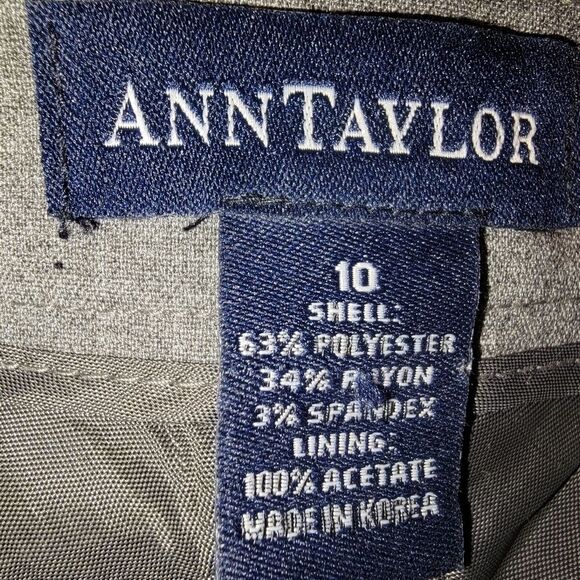 ANNTAYLOR
10
SHELL:
63% POLYESTER
34% RAYON
3% SPANDEX
LINING:
100% ACETATE
MADE IN KOREA